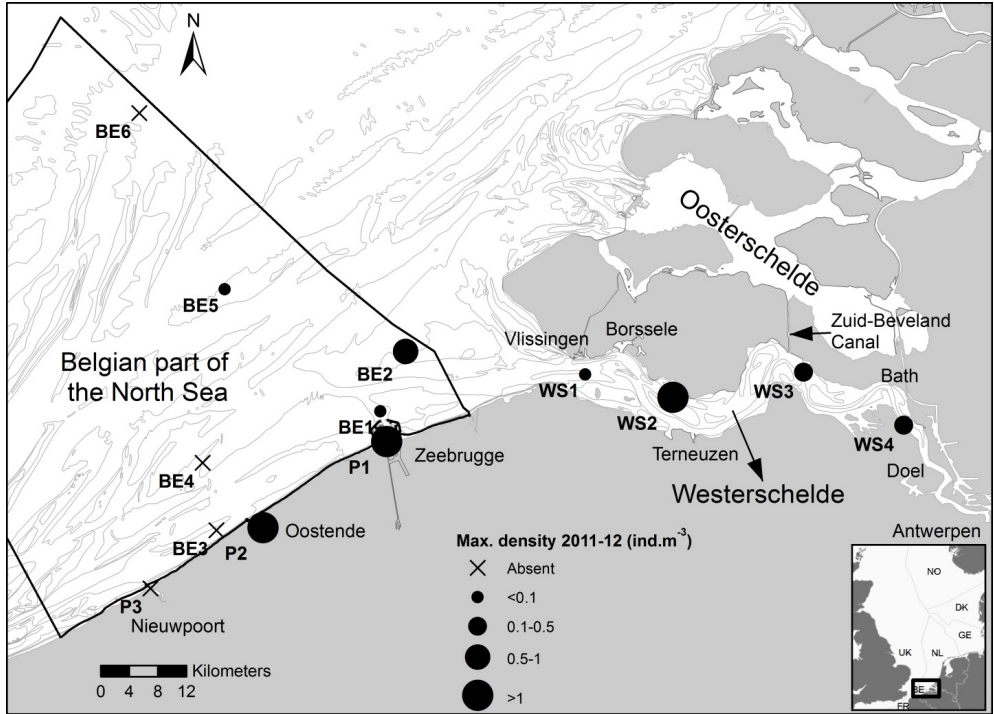 N
BE6
Oosterschelde
BE5
Zuid-Beveland
Canal
Vlissingen
Borssele
Belgian part of
the North Sea
BE2
WS1
WS3
Bath
WS2
BE1
WS4
P1
Zeebrugge
Terneuzen
Doel
BE4
Westerschelde
BE3
P2
Oostende
Antwerpen
Max. density 2011-12 (ind.m-3)
Absent
P3
<0.1
Nieuwpoort
0.1-0.5
Kilometers
0 4 8 12
0.5-1
>1
NO
DK
GE
UK
NL
BE
FR